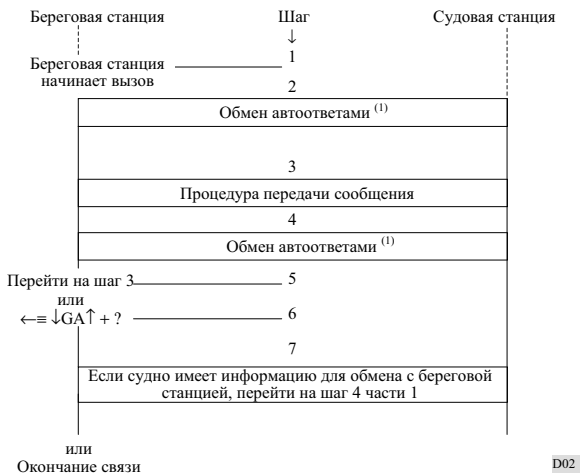 Береговая станция Шаг Судовая станция
↓
Береговая станция 1
начинает вызов
2
Обмен автоответами (1)
3
Процедура передачи сообщения
4
Обмен автоответами (1)
Перейти на шаг 3 5
или
←≡ ↓GA↑ + ? 6
7
Если судно имеет информацию для обмена с береговой
станцией, перейти на шаг 4 части 1
или
Окончание связи
D02